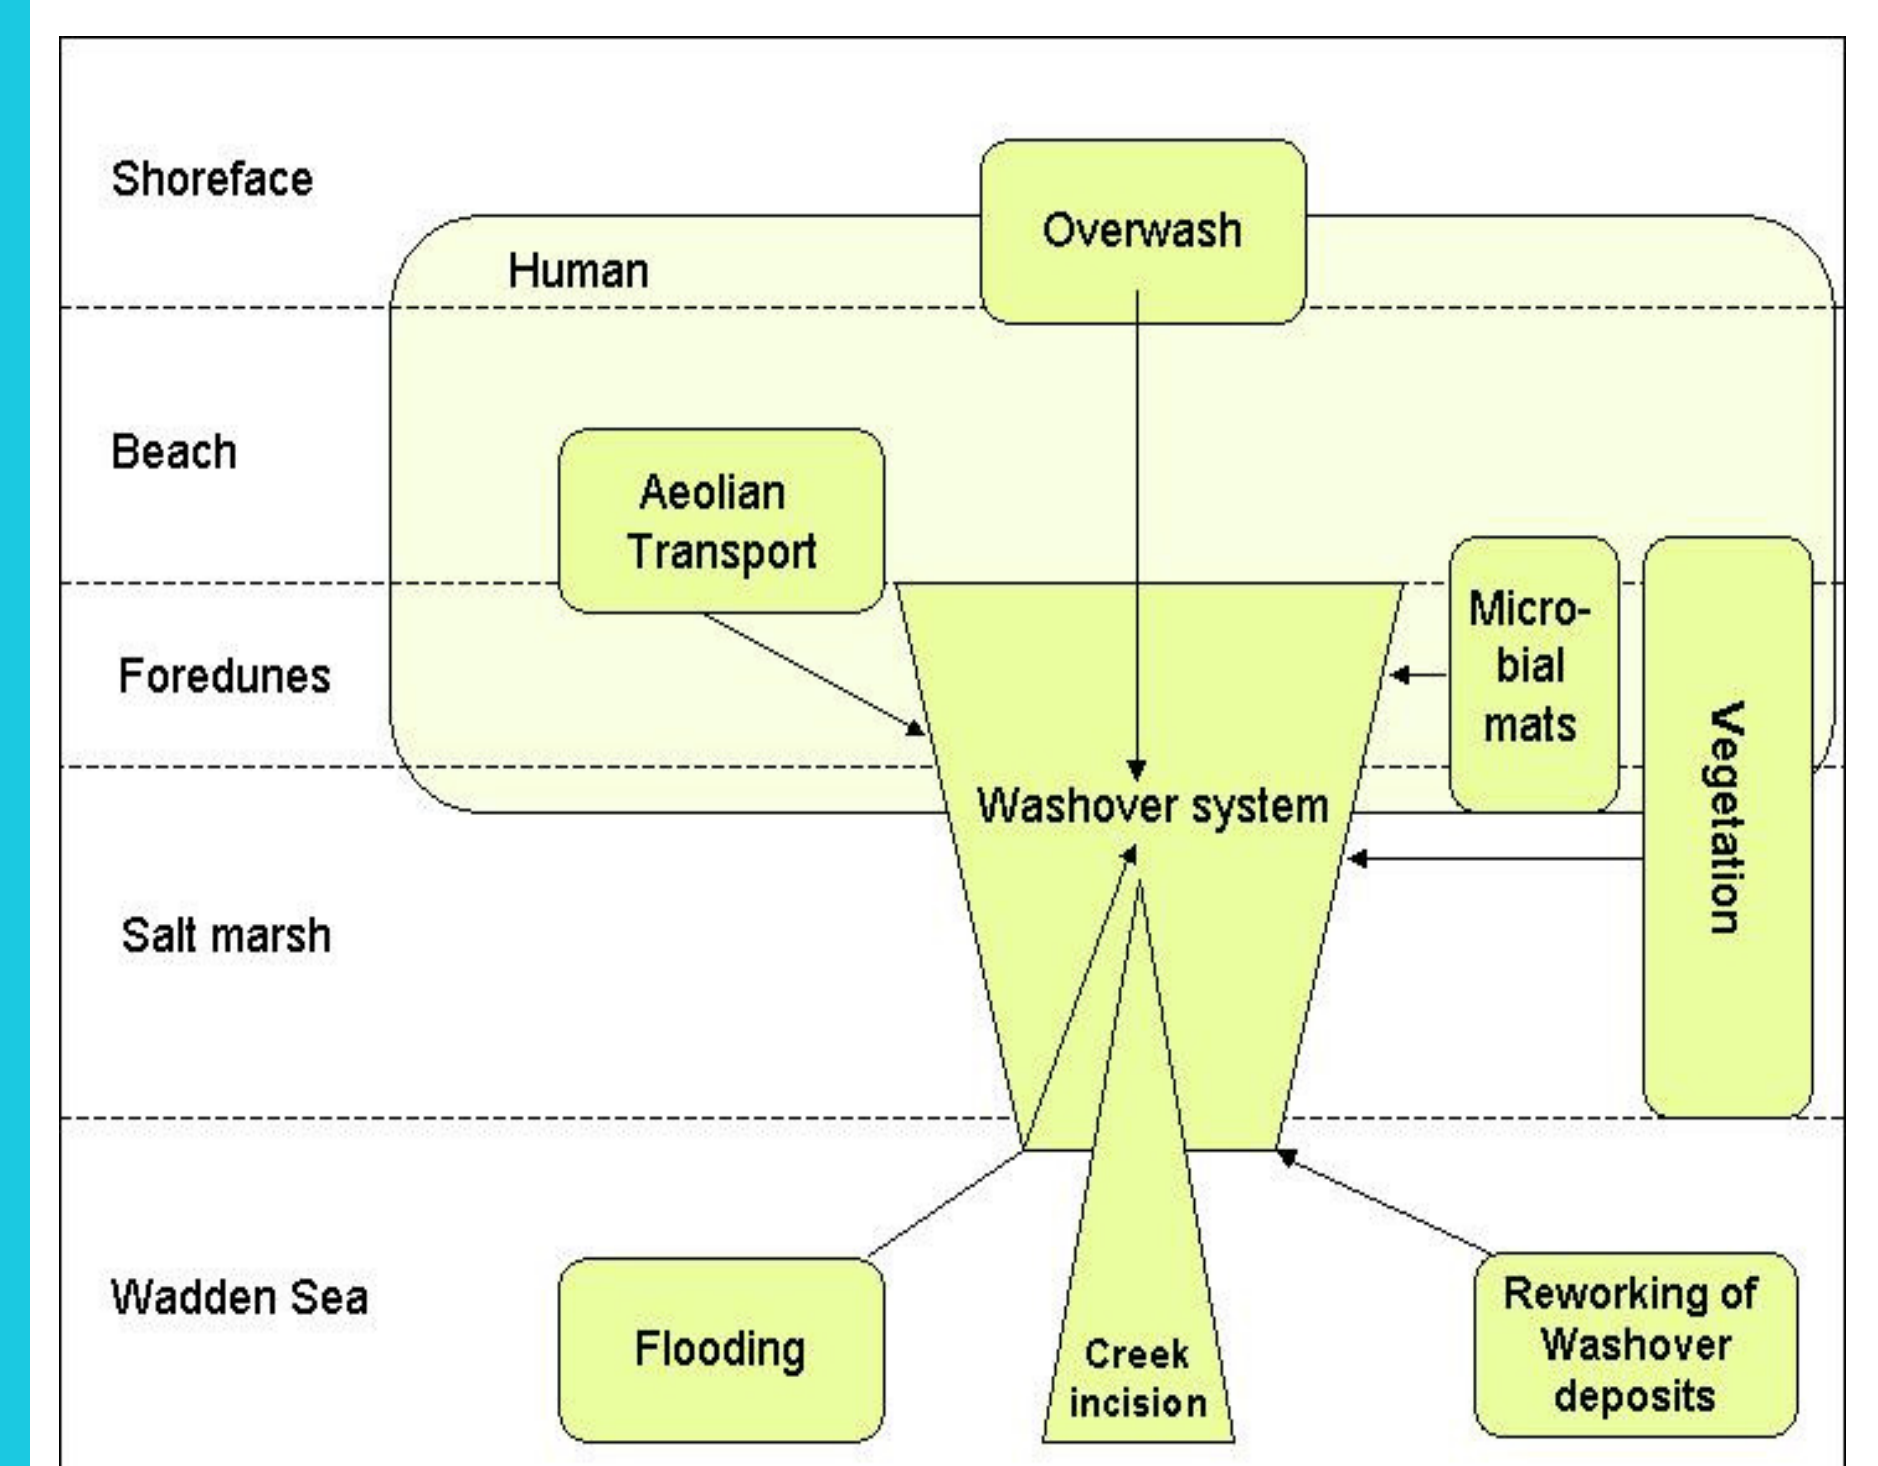 Shoreface
Overwash
Human
Beach
Aeolian
Transport
Micro-
bial
mats
Foredunes
Vegetation
Washover system
Salt marsh
Wadden Sea
Flooding
Creek
incision
Reworking of
Washover
deposits